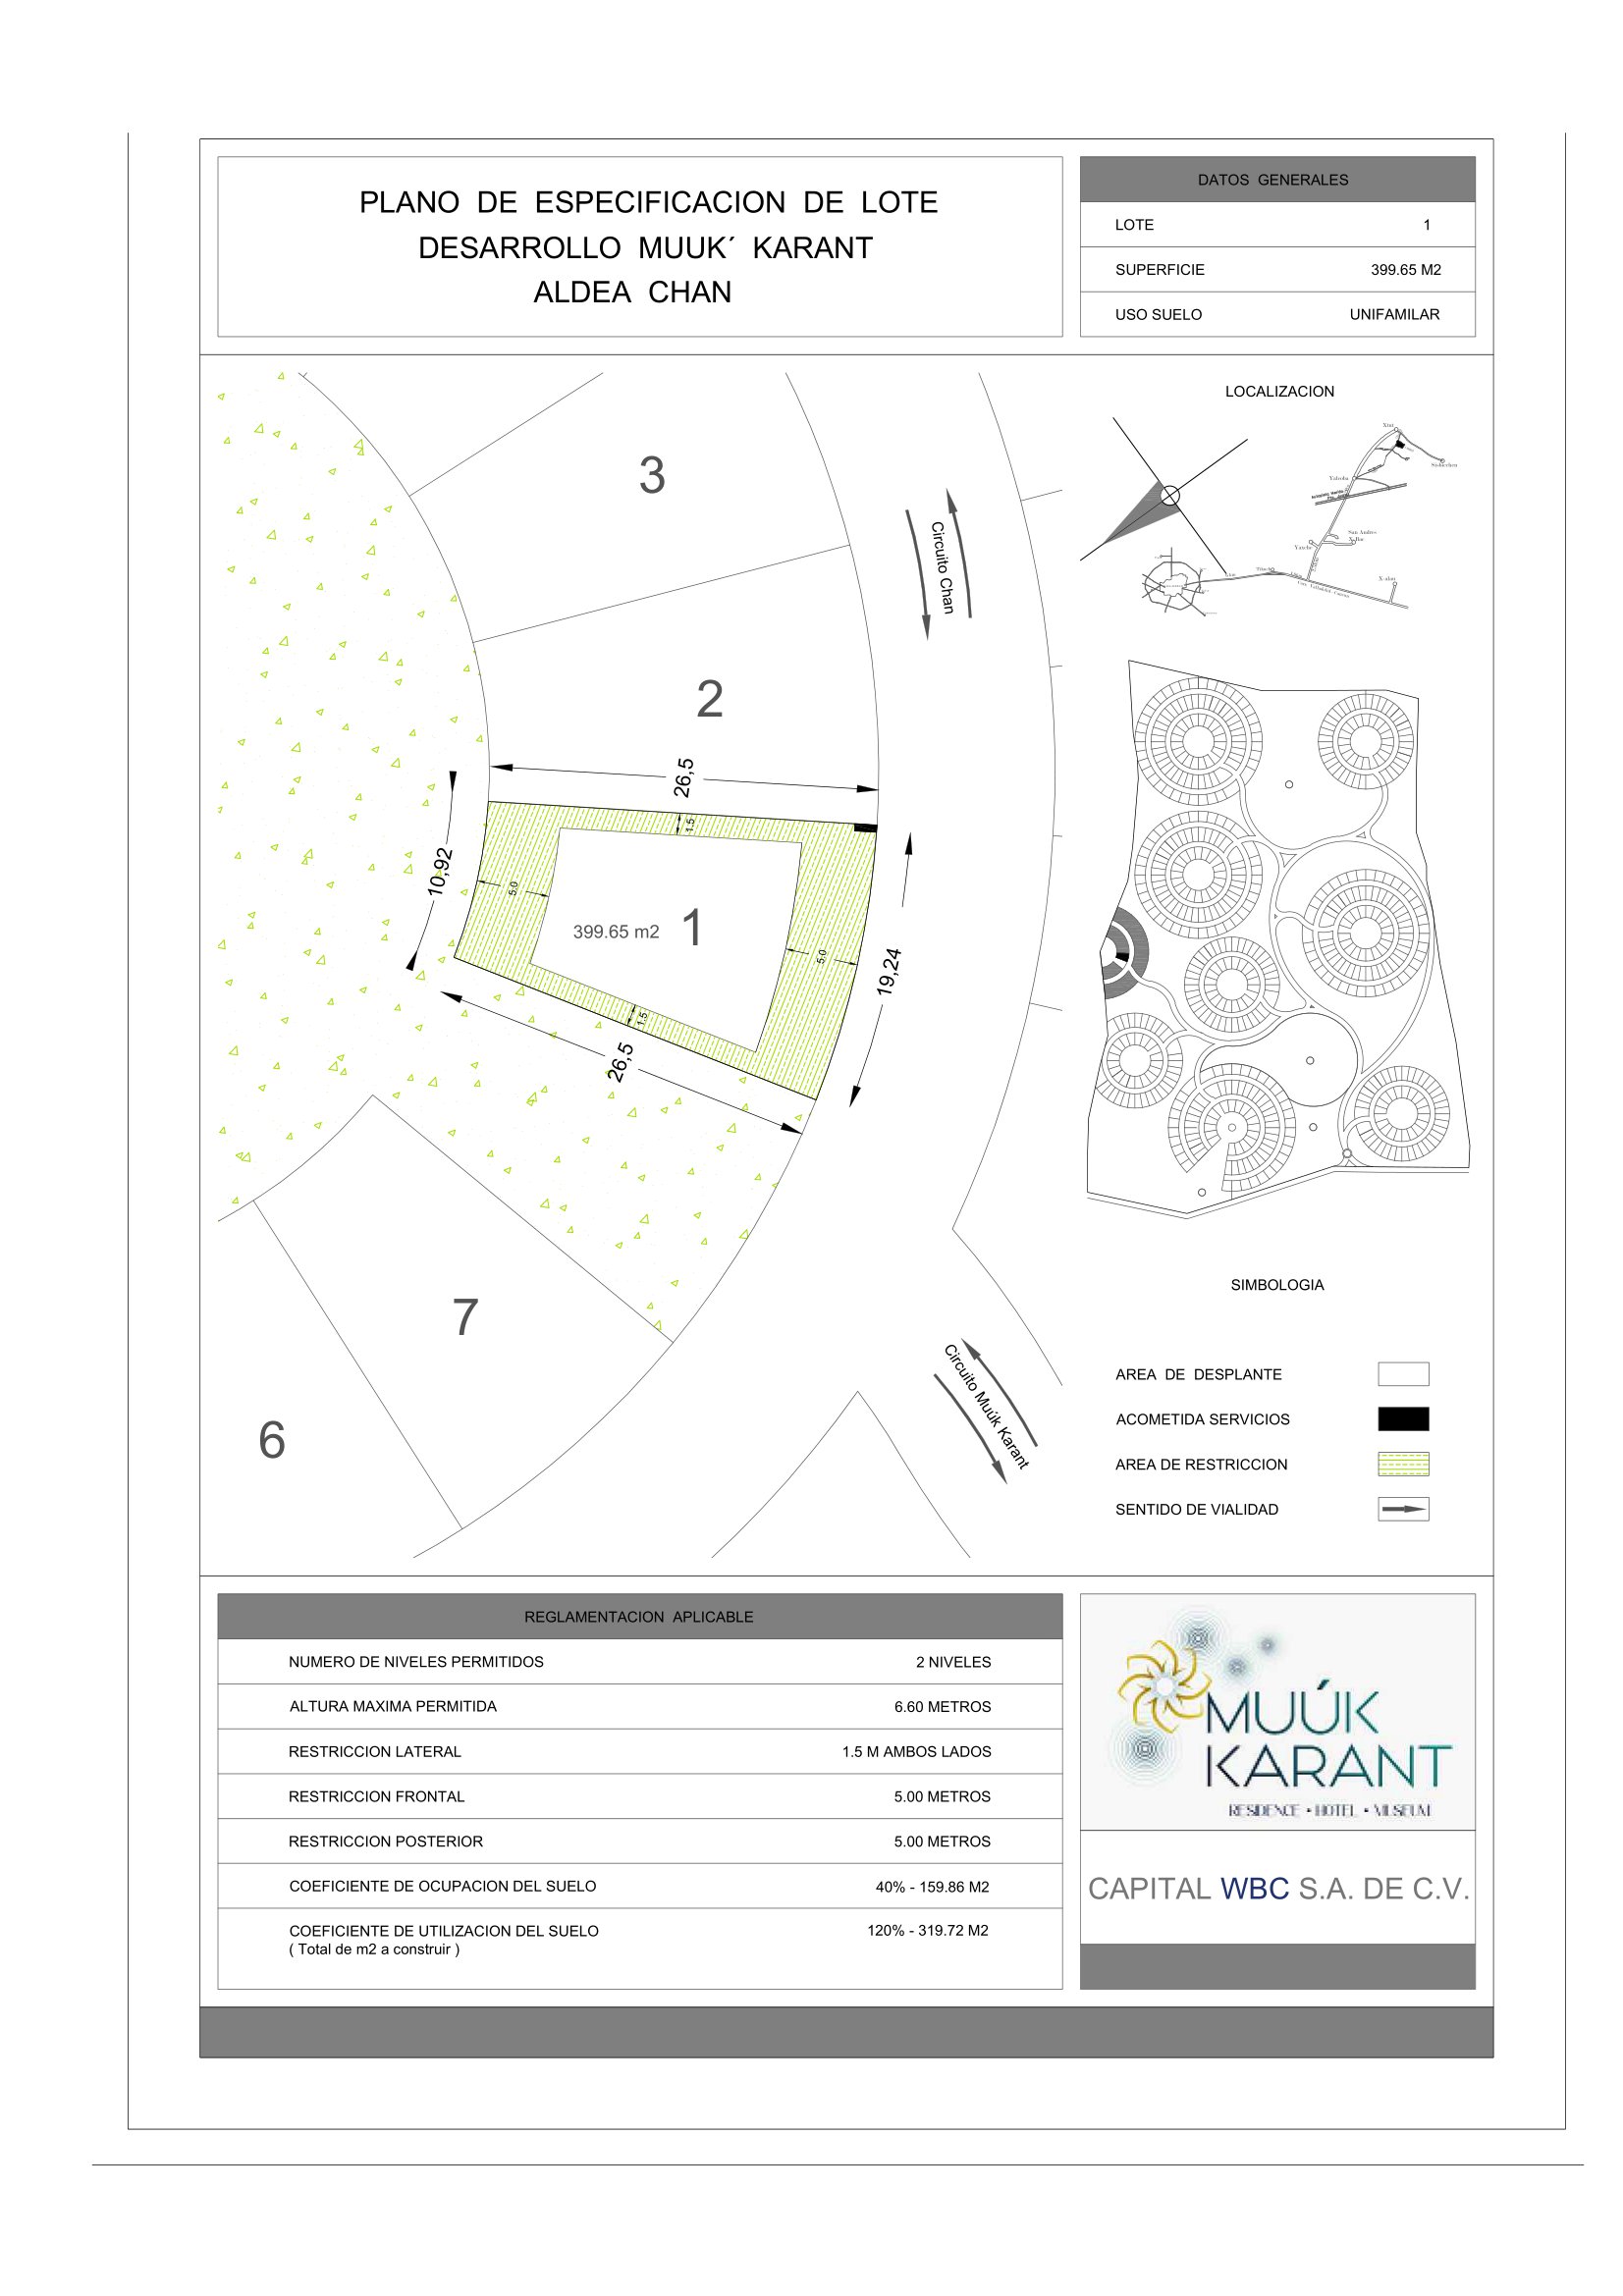 PLANO DE ESPECIFICACION DE LOTE
DESARROLLO MUUK´ KARANT
ALDEA CHAN
DATOS GENERALES
LOTE 1
SUPERFICIE 399.65 M2
USO SUELO UNIFAMILAR
LOCALIZACION
3
2
Circuito Chan
26,5
1.5
10,92
5.0
399.65 m2
1
5.0
19,24
1.5
26,5
7
6
Circuito Muúk Karant
Xtut
Yalcoba
San Andres
X-Bac
SIMBOLOGIA
AREA DE DESPLANTE
ACOMETIDA SERVICIOS
AREA DE RESTRICCION
SENTIDO DE VIALIDAD
REGLAMENTACION APLICABLE
NUMERO DE NIVELES PERMITIDOS 2 NIVELES
ALTURA MAXIMA PERMITIDA 6.60 METROS
RESTRICCION LATERAL 1.5 M AMBOS LADOS
RESTRICCION FRONTAL 5.00 METROS
RESTRICCION POSTERIOR 5.00 METROS
COEFICIENTE DE OCUPACION DEL SUELO 40% - 159.86 M2
COEFICIENTE DE UTILIZACION DEL SUELO 120% - 319.72 M2
( Total de m2 a construir )
MUÚK
KARANT
RESIDENCE • HOTEL • MUSEUM
CAPITAL WBC S.A. DE C.V.